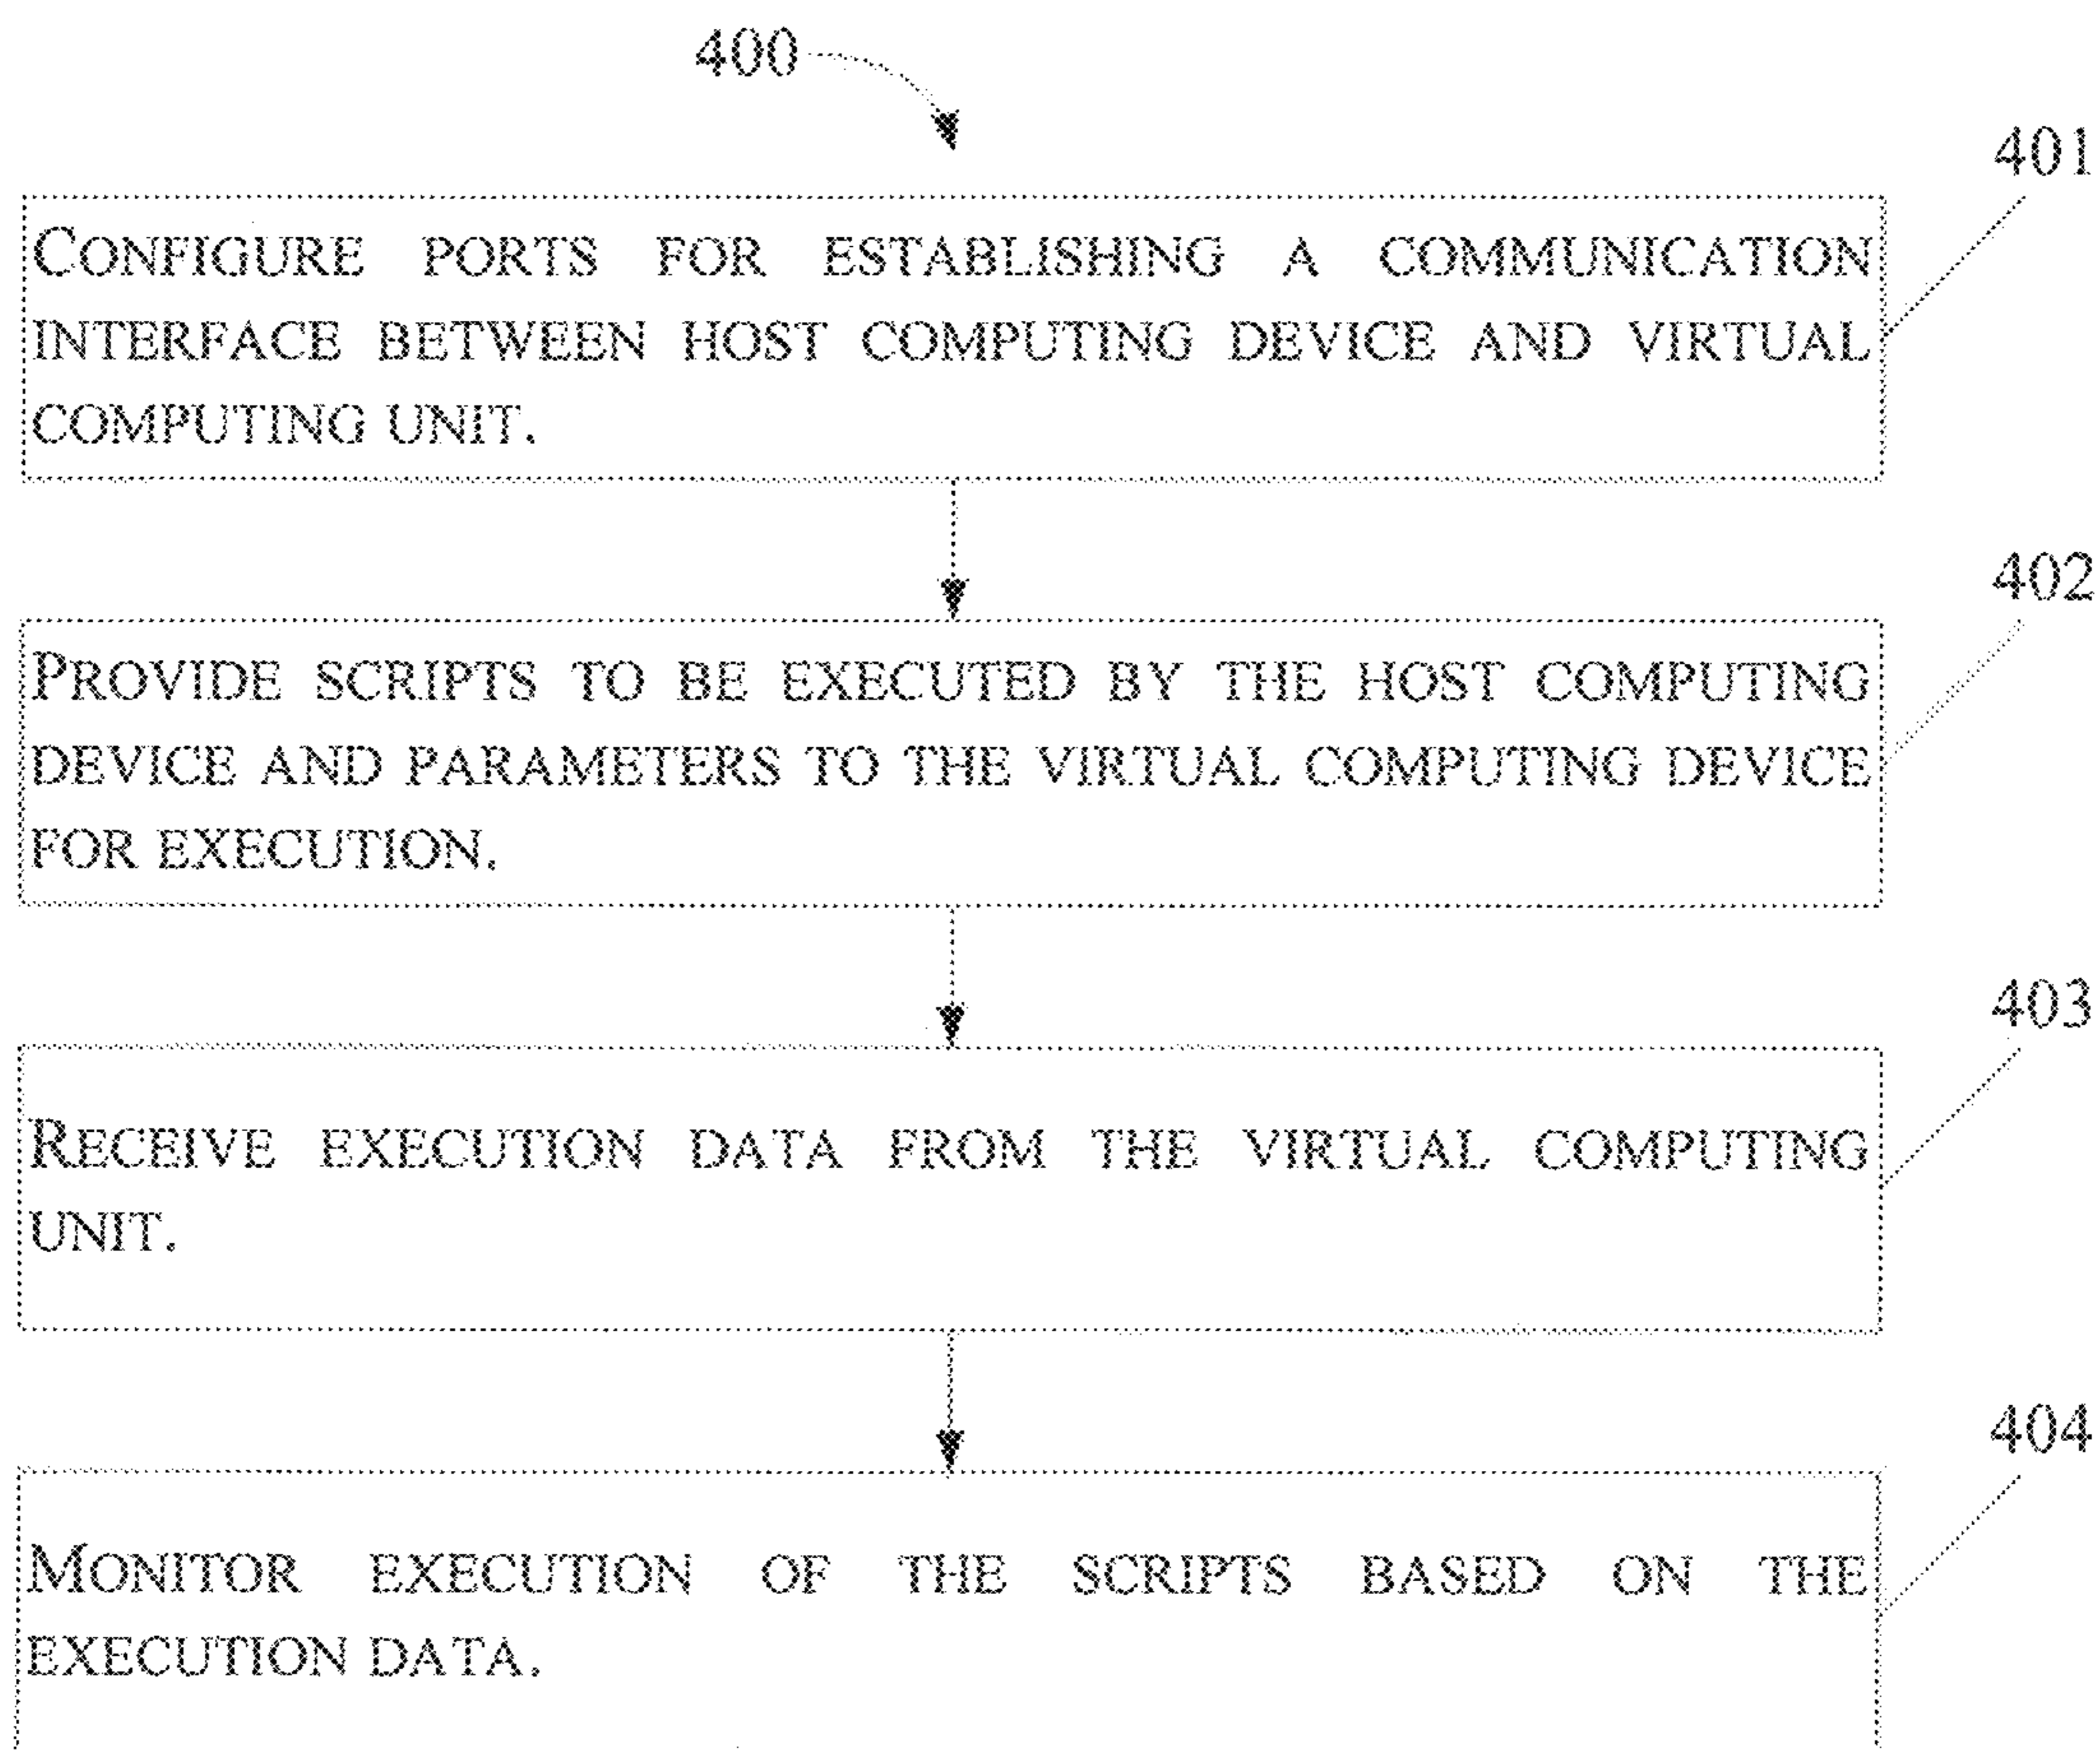 400
401
CONFIGURE PORTS FOR ESTABLISHING A COMMUNICATION
INTERFACE BETWEEN HOST COMPUTING DEVICE AND VIRTUAL
COMPUTING UNIT.
402
PROVIDE SCRIPTS TO BE EXECUTED BY THE HOST COMPUTING
DEVICE AND PARAMETERS TO THE VIRTUAL COMPUTING DEVICE
FOR EXECUTION.
403
RECEIVE EXECUTION DATA FROM THE VIRTUAL COMPUTING
UNIT.
404
MONITOR EXECUTION OF THE SCRIPTS BASED ON THE
EXECUTION DATA.